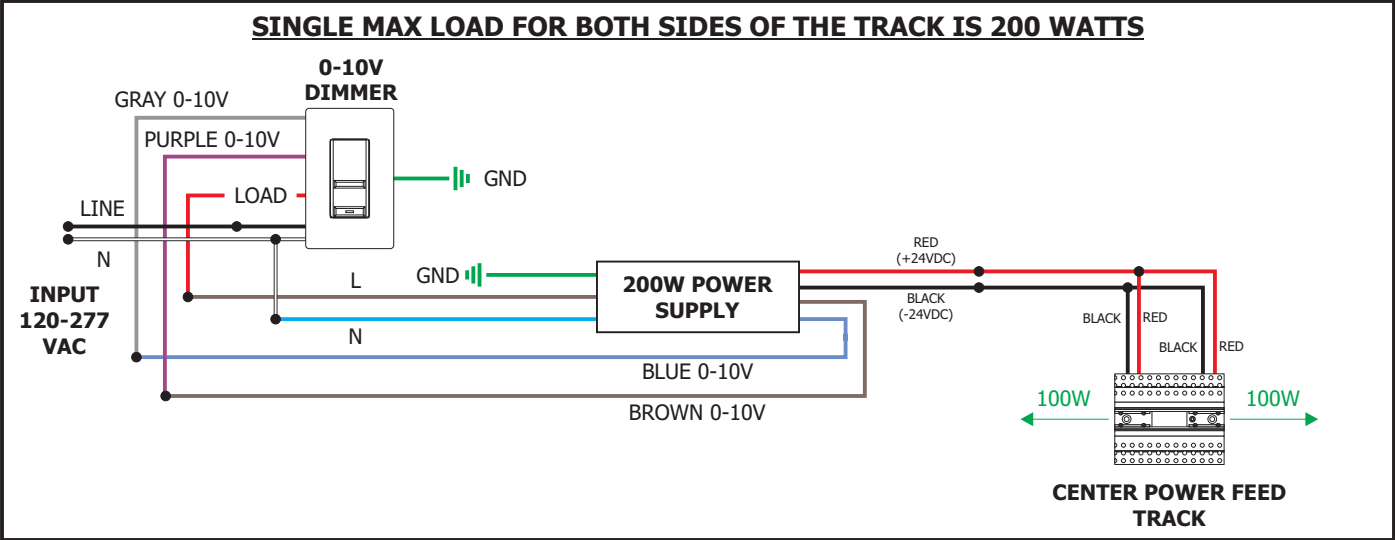 SINGLE MAX LOAD FOR BOTH SIDES OF THE TRACK IS 200 WATTS
0-10V
DIMMER
GRAY 0-10V
PURPLE 0-10V
GND
LOAD
LINE
N
INPUT
120-277
VAC
L
GND
N
200W POWER
SUPPLY
RED
(+24VDC)
BLACK
(-24VDC)
BLACK
RED
BLACK
RED
BLUE 0-10V
BROWN 0-10V
100W
100W
CENTER POWER FEED
TRACK